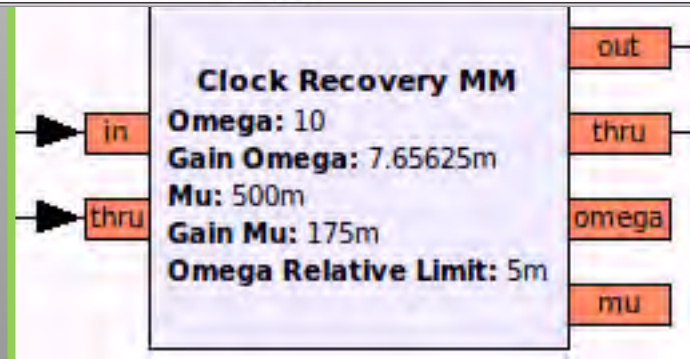 Clock Recovery MM
Omega: 10
Gain Omega: 7.65625m
Mu: 500m
Gain Mu: 175m
Omega Relative Limit: 5m
in
thru
out
thru
omega
mu